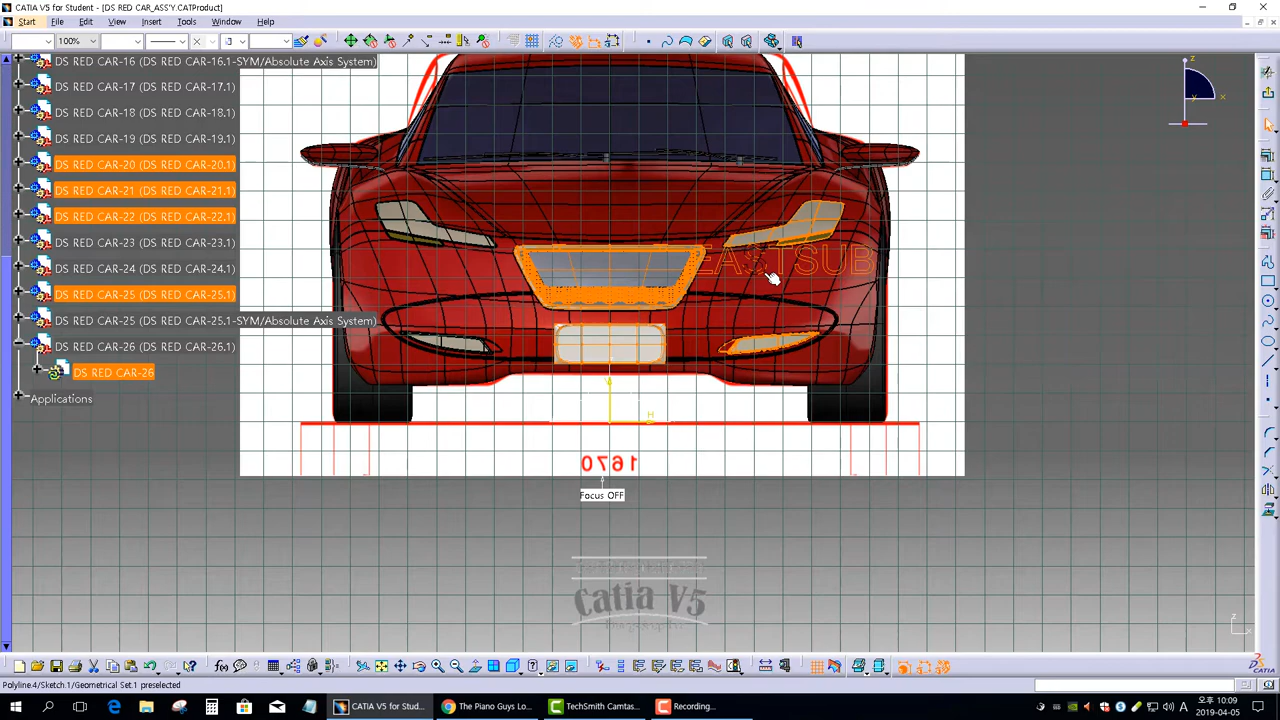 CATIA V5 for Student - [DS RED CAR_ASS'Y.CATProduct]
Start File Edit View Insert Tools Window Help
100%
DS RED CAR-16 (DS RED CAR-16.1-SYM/Absolute Axis System)
DS RED CAR-17 (DS RED CAR-17.1)
DS RED CAR-18 (DS RED CAR-18.1)
DS RED CAR-19 (DS RED CAR-19.1)
DS RED CAR-20 (DS RED CAR-20.1)
DS RED CAR-21 (DS RED CAR-21.1)
DS RED CAR-22 (DS RED CAR-22.1)
DS RED CAR-23 (DS RED CAR-23.1)
DS RED CAR-24 (DS RED CAR-24.1)
DS RED CAR-25 (DS RED CAR-25.1)
DS RED CAR-25 (DS RED CAR-25.1-SYM/Absolute Axis System)
DS RED CAR-26 (DS RED CAR-26.1)
DS RED CAR-26
Applications
z
x
y
EASTSUB
H
1670
Focus OFF
Catia V5
z
x
CATIA
Polyline.4/Sketch.1/Geometrical Set.1 preselected
CATIA V5 for Stud...
The Piano Guys Lo...
TechSmith Camtas...
Recording...
A
오후 10:09
2019-04-05